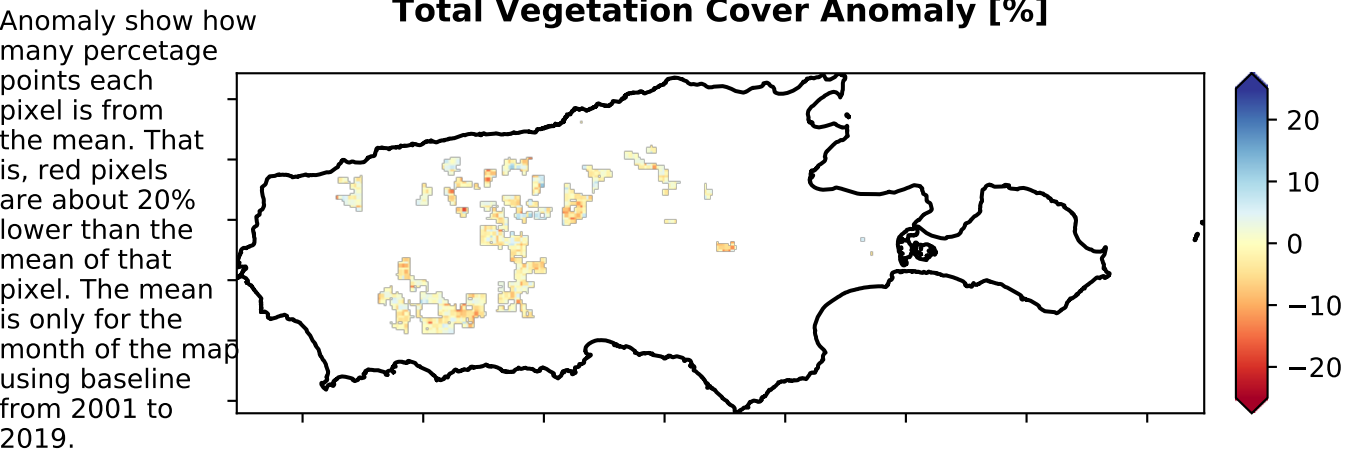 Total Vegetation Cover Anomaly [%]
Anomaly show how
many percetage
points each
pixel is from
the mean. That
is, red pixels
are about 20%
lower than the
mean of that
pixel. The mean
is only for the
month of the map
using baseline
from 2001 to
2019.
20
10
0
−10
−20